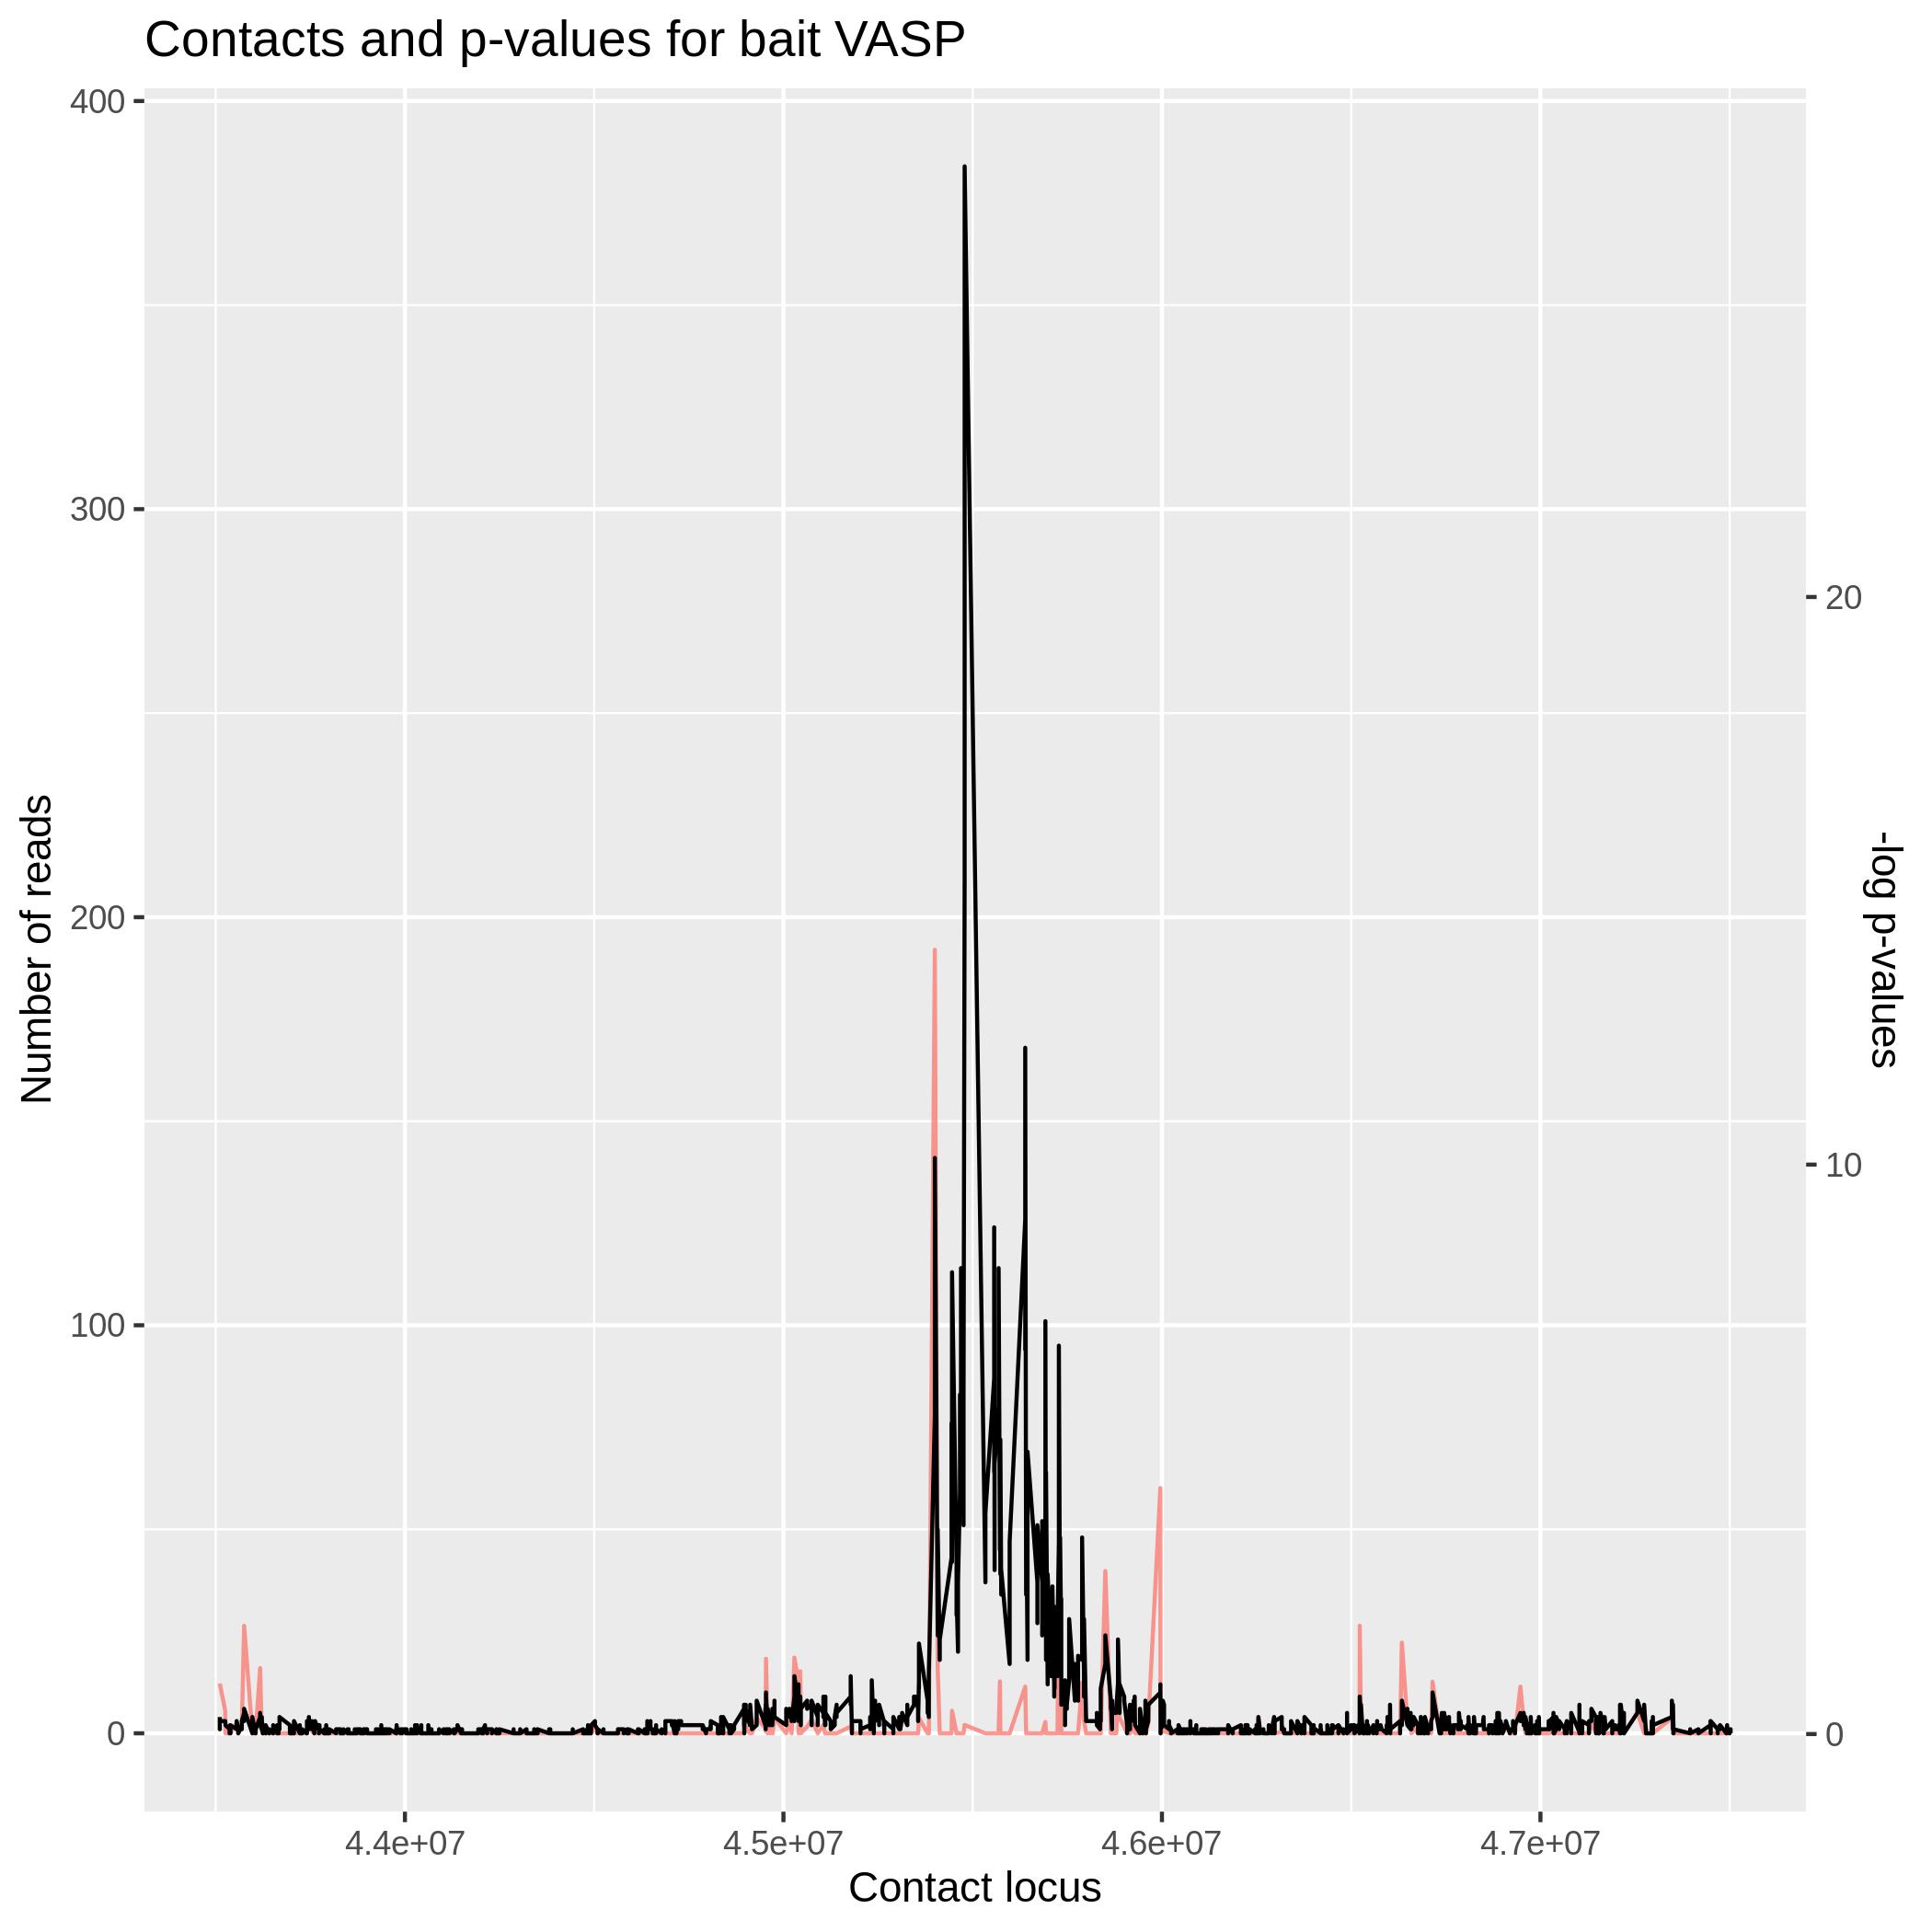 Contacts and p-values for bait VASP
400
300
200
100
0
Number of reads
20
10
0
-log p-values
4.4e+07 4.5e+07 4.6e+07 4.7e+07
Contact locus